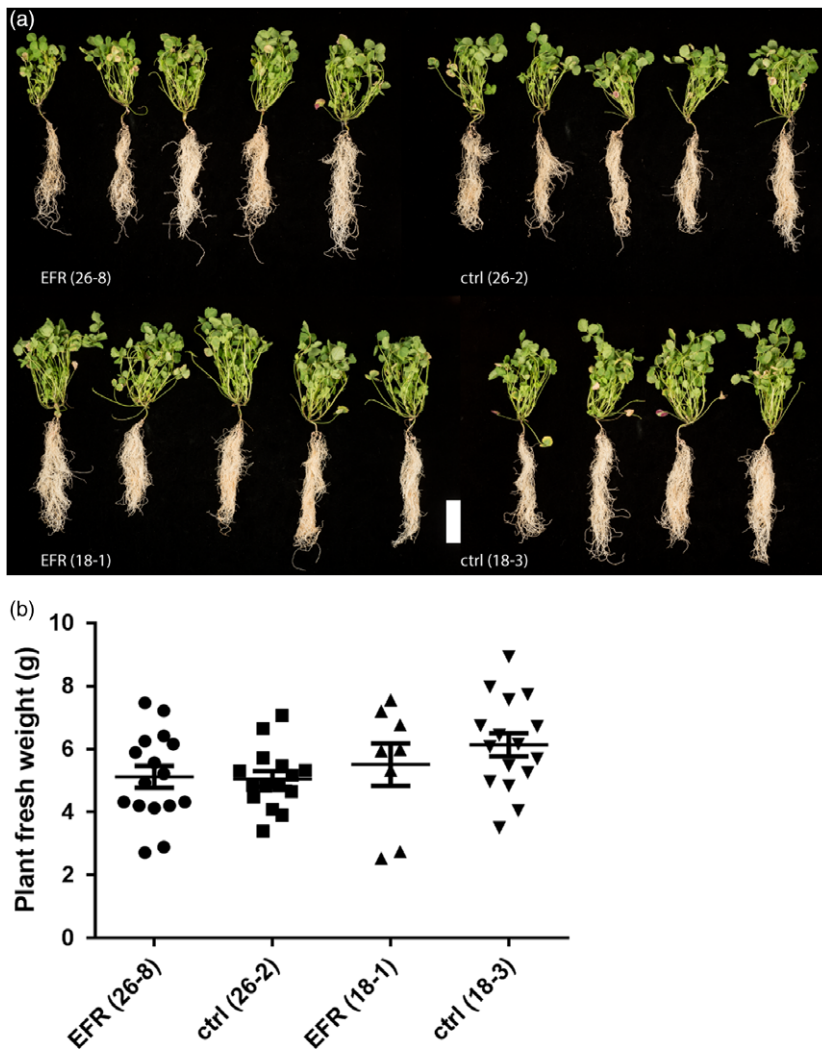 (a)
EFR (26-8)
ctrl (26-2)
EFR (18-1)
ctrl (18-3)
(b)
Plant fresh weight (g)
10
8
6
4
2
0
EFR (26-8)
ctrl (26-2)
EFR (18-1)
ctrl (18-3)